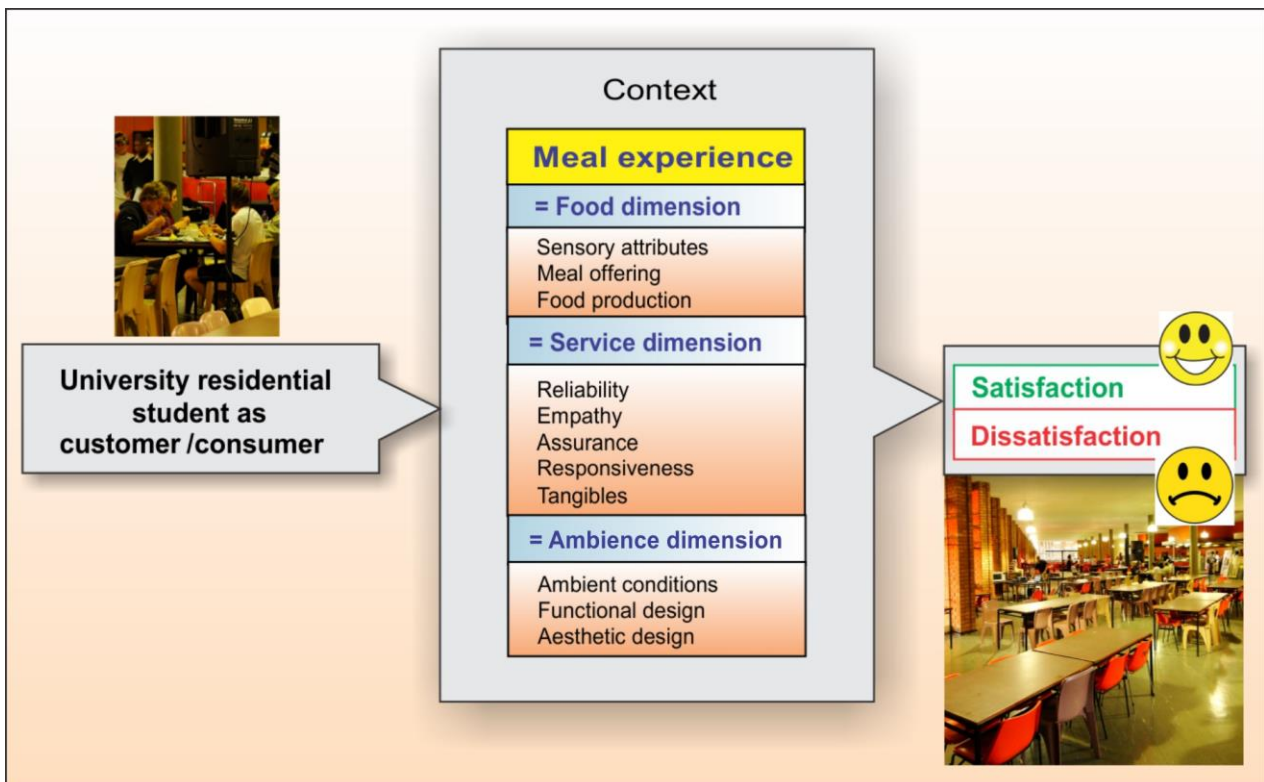 Context
Meal experience
= Food dimension
Sensory attributes
Meal offering
Food production
= Service dimension
Reliability
Empathy
Assurance
Responsiveness
Tangibles
= Ambience dimension
Ambient conditions
Functional design
Aesthetic design
University residential
student as
customer /consumer
Satisfaction
Dissatisfaction